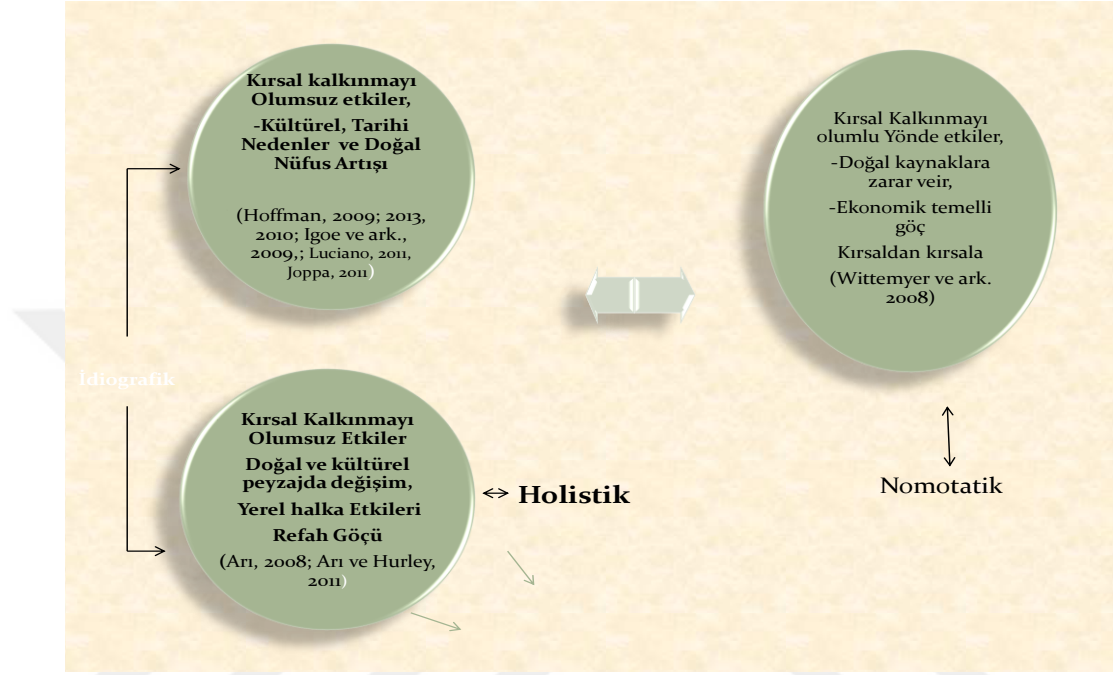 Kırsal kalkınmayı
Olumsuz etkiler,
-Kültürel, Tarihi
Nedenler ve Doğal
Nüfus Artışı
(Hoffman, 2009; 2013,
2010; Igoe ve ark.,
2009,; Luciano, 2011,
Joppa, 2011)
Kırsal Kalkınmayı
olumlu Yönde etkiler,
-Doğal kaynaklara
zarar veir,
-Ekonomik temelli
göç
Kırsaldan kırsala
(Wittemyer ve ark.
2008)
İdiografik
Kırsal Kalkınmayı
Olumsuz Etkiler
Doğal ve kültürel
peyzajda değişim,
Yerel halka Etkileri
Refah Göçü
(Arı, 2008; Arı ve Hurley,
2011)
Holistik
Nomotatik